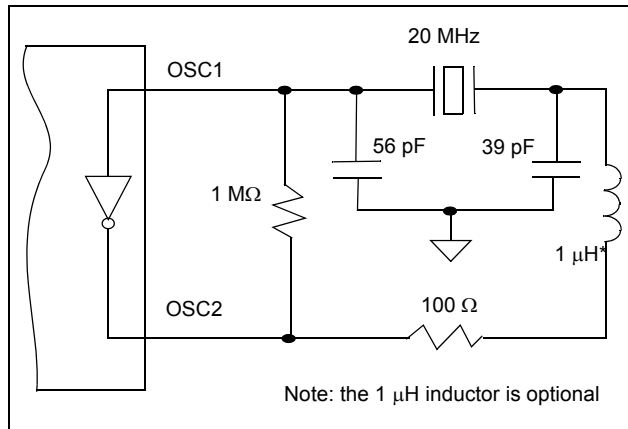 20 MHz
OSC1
56 pF
39 pF
1 MΩ
1 μH*
OSC2
100 Ω
Note: the 1 μH inductor is optional